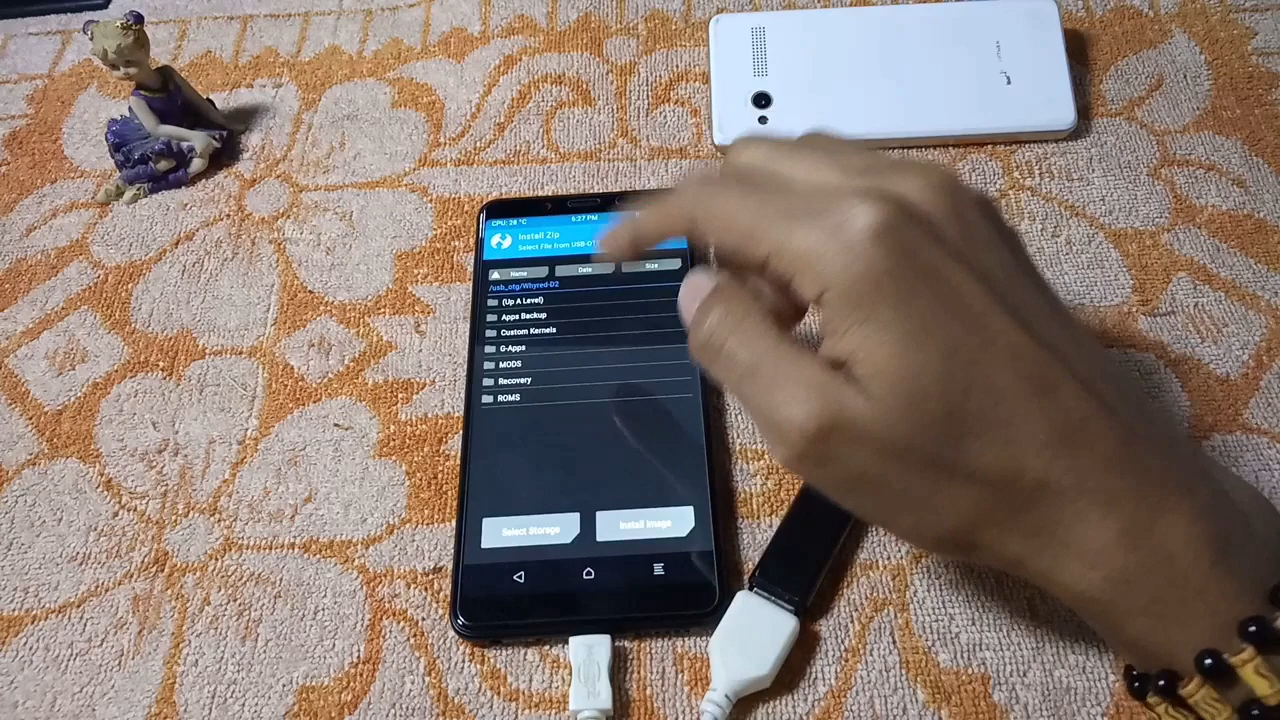 CPU: 28 °C
6:27 PM
Install Zip
Select File from USB-OT
Name
Date
Size
/usb_otg/Whyred-D2
(Up A Level)
Apps Backup
Custom Kernels
G-Apps
MODS
Recovery
ROMS
Select Storage
Install Image